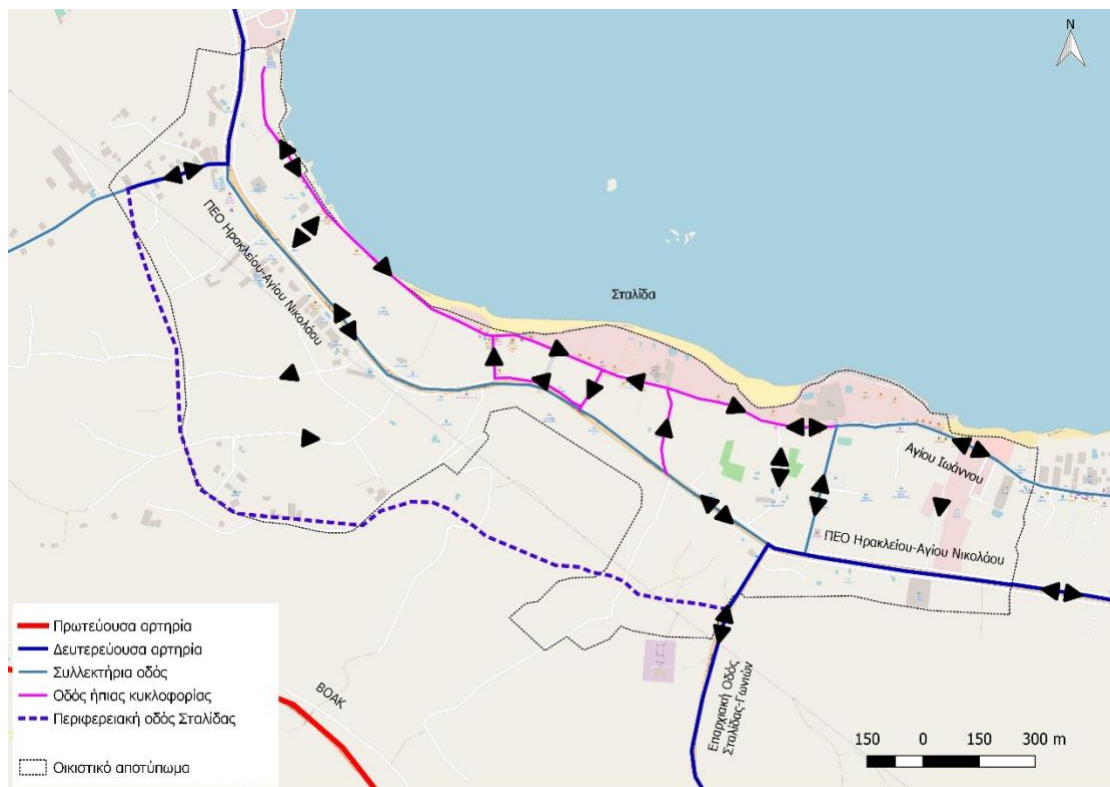 N
Σταλίδα
ΠΕΟ Ηρακλείου-Αγίου Νικολάου
Αγίου Ιωάννου
ΠΕΟ Ηρακλείου-Αγίου Νικολάου
Επαρχιακή Οδός
Σταλίδας-Γωνιών
ΒΟΑΚ
Πρωτεύουσα αρτηρία
Δευτερεύουσα αρτηρία
Συλλεκτήρια οδός
Οδός ήπιας κυκλοφορίας
Περιφερειακή οδός Σταλίδας
Οικιστικό αποτύπωμα
150 0 150 300 m